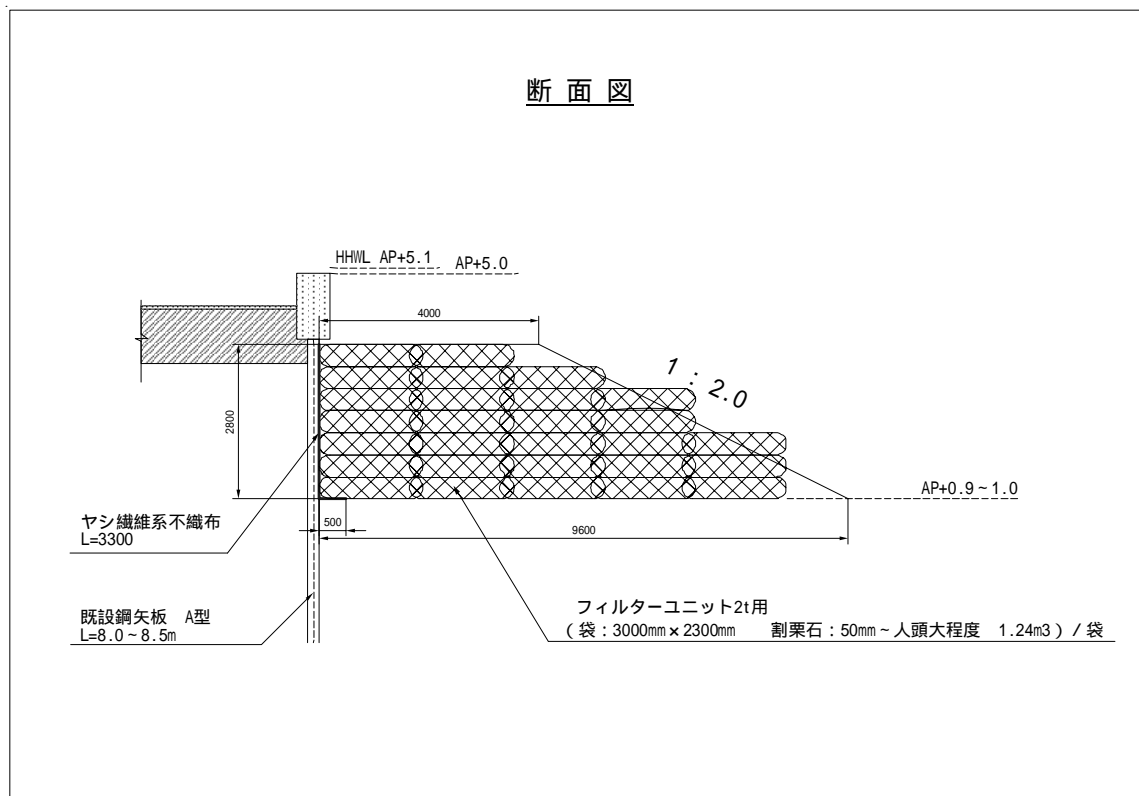 断面図
HHWL AP+5.1
AP+5.0
4000
1:2.0
2800
AP+0.9~1.0
500
9600
ヤシ繊維系不織布
L=3300
既設鋼矢板 A型
L=8.0~8.5m
フィルターユニット2t用
(袋:3000mm×2300mm 割栗石:50mm~人頭大程度 1.24m3)/袋